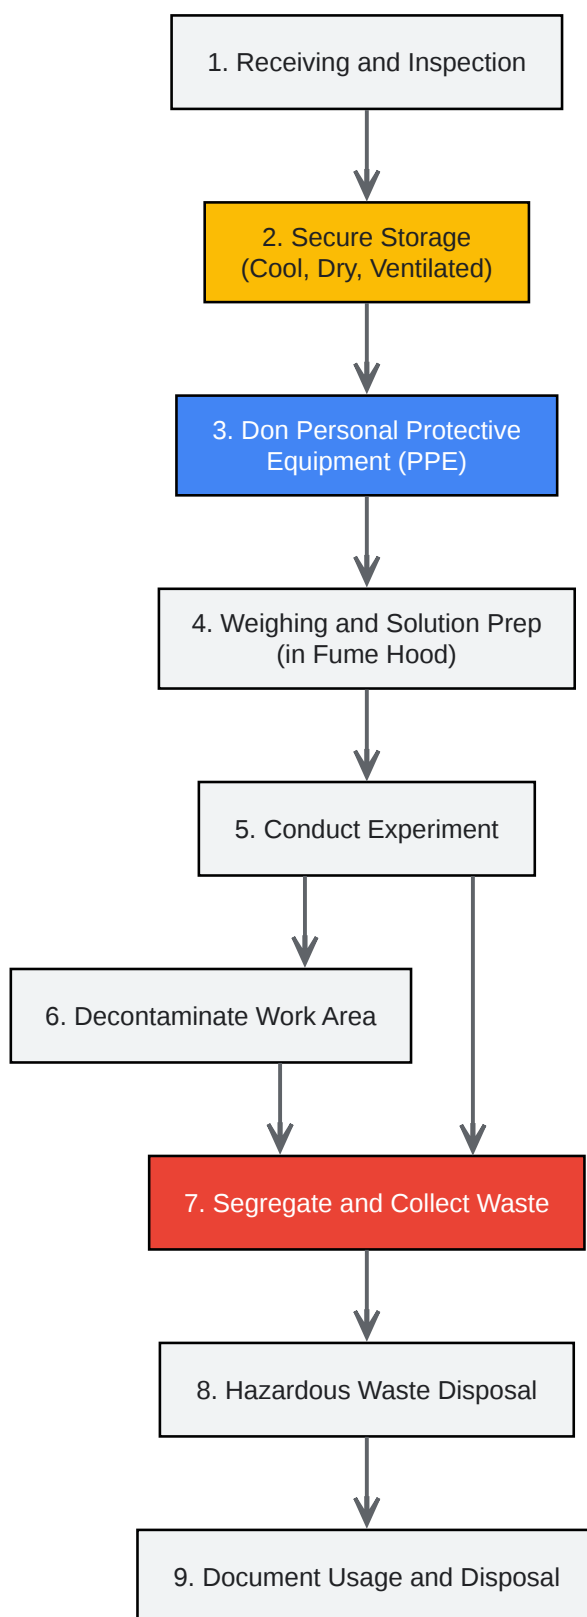 1. Receiving and Inspection
2. Secure Storage
(Cool, Dry, Ventilated)
3. Don Personal Protective
Equipment (PPE)
4. Weighing and Solution Prep
(in Fume Hood)
5. Conduct Experiment
6. Decontaminate Work Area
7. Segregate and Collect Waste
8. Hazardous Waste Disposal
9. Document Usage and Disposal